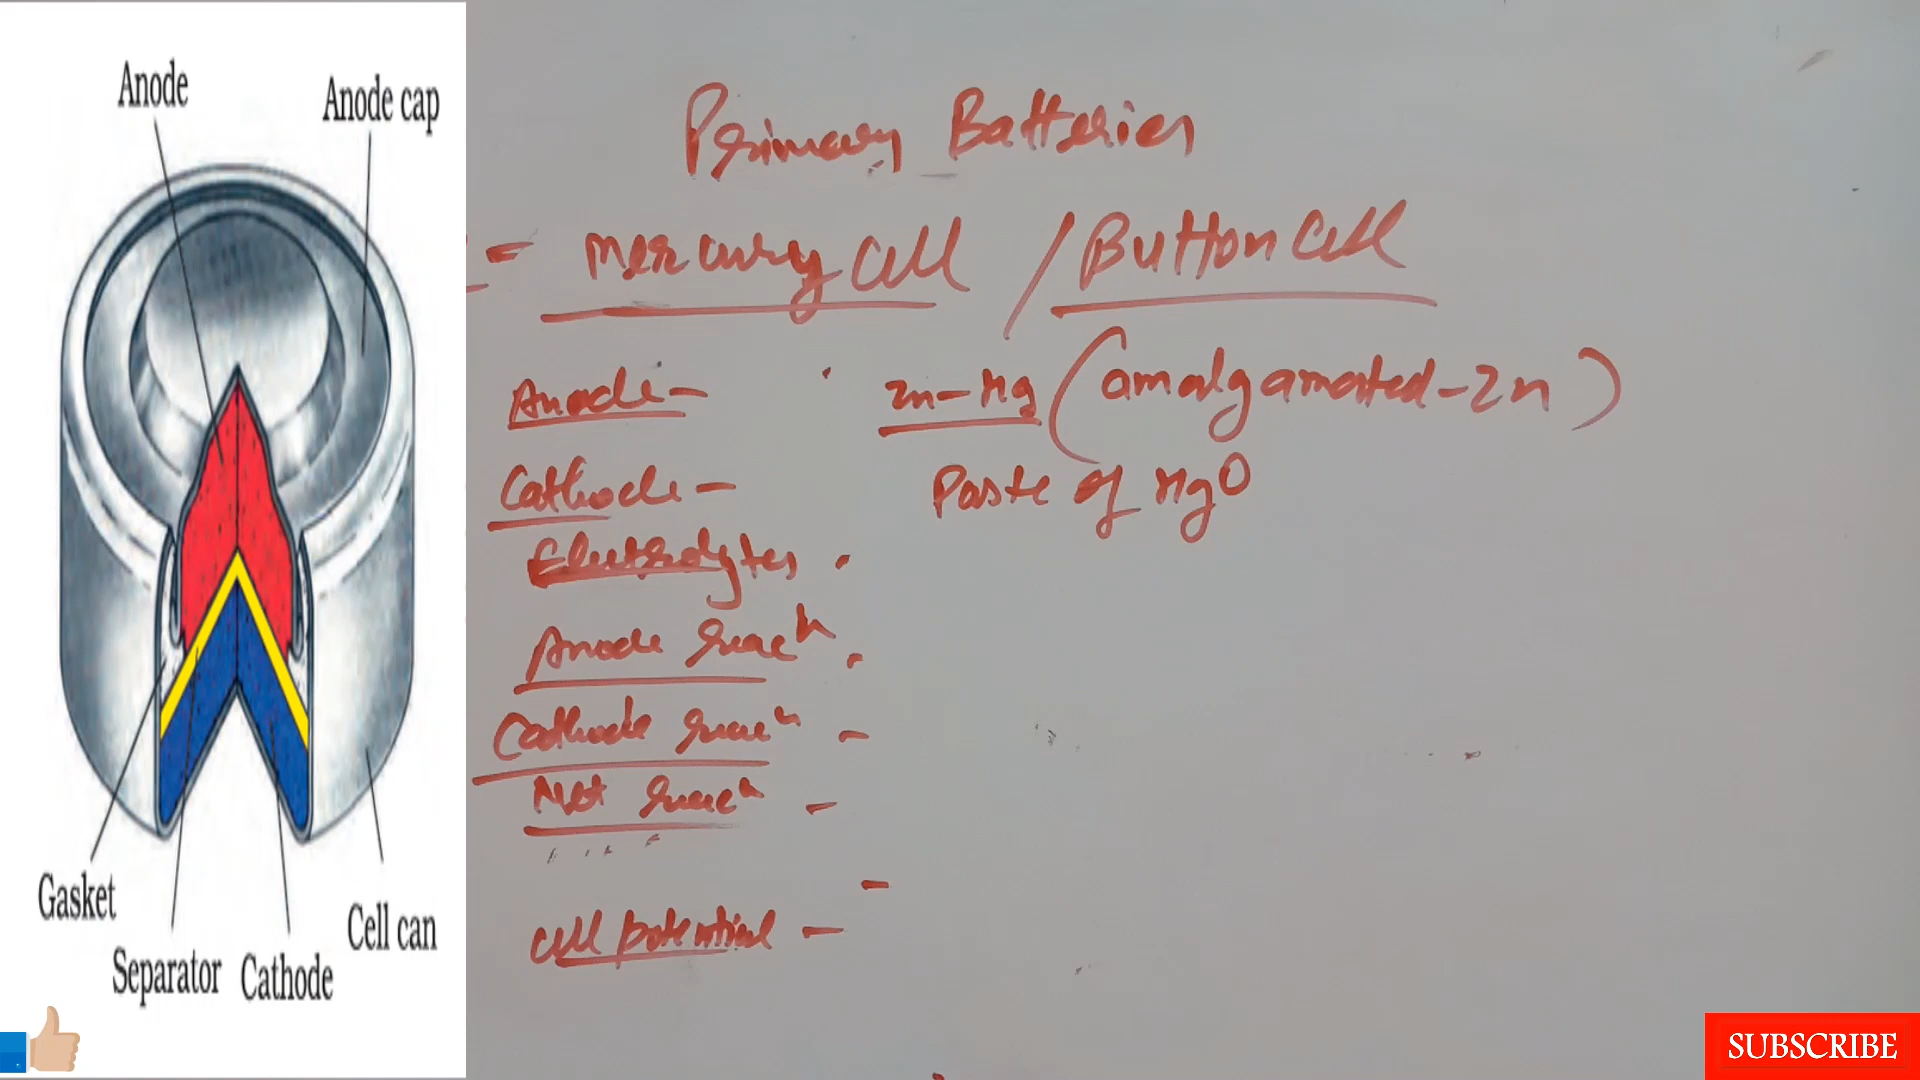 Anode
Anode cap
Gasket
Separator
Cathode
Cell can
Primary Batteries
- Mercury Cell / Button Cell
Anode - Zn-Hg (amalgamated-Zn)
Cathode - Paste of HgO
Electrolytes -
Anode reacn -
Cathode reacn -
Net reacn -
-
Cell potential -
SUBSCRIBE